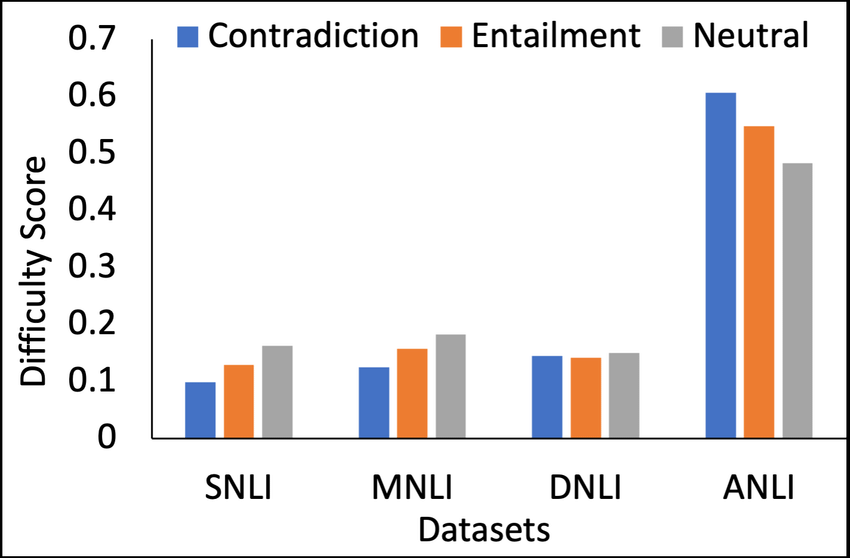 Contradiction Entailment Neutral
0.7
0.6
0.5
0.4
0.3
0.2
0.1
0
Difficulty Score
SNLI MNLI DNLI ANLI
Datasets